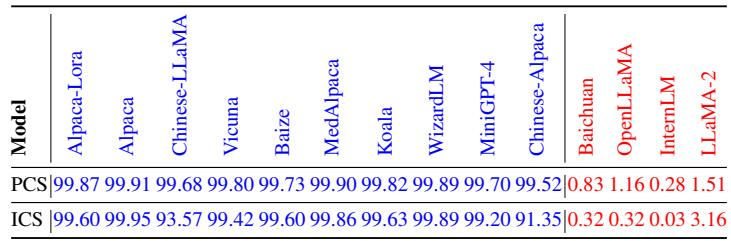 Model Alpaca-Lora Alpaca Chinese-LLaMA Vicuna Baize MedAlpaca Koala WizardLM MiniGPT-4 Chinese-Alpaca Baichuan OpenLLaMA InternLM LLaMA-2
PCS 99.87 99.91 99.68 99.80 99.73 99.90 99.82 99.89 99.70 99.52 0.83 1.16 0.28 1.51
ICS 99.60 99.95 93.57 99.42 99.60 99.86 99.63 99.89 99.20 91.35 0.32 0.32 0.03 3.16